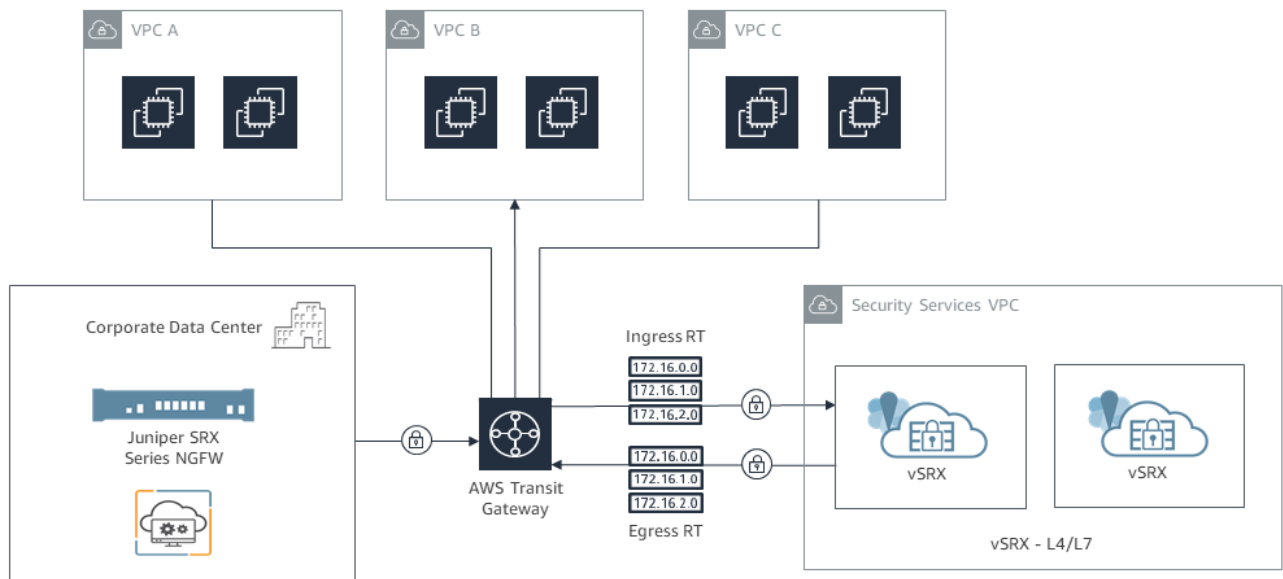 VPC A
VPC B
VPC C
Corporate Data Center
Juniper SRX
Series NGFW
AWS Transit
Gateway
Ingress RT
172.16.0.0
172.16.1.0
172.16.2.0
172.16.0.0
172.16.1.0
172.16.2.0
Egress RT
Security Services VPC
vSRX
vSRX
vSRX - L4/L7